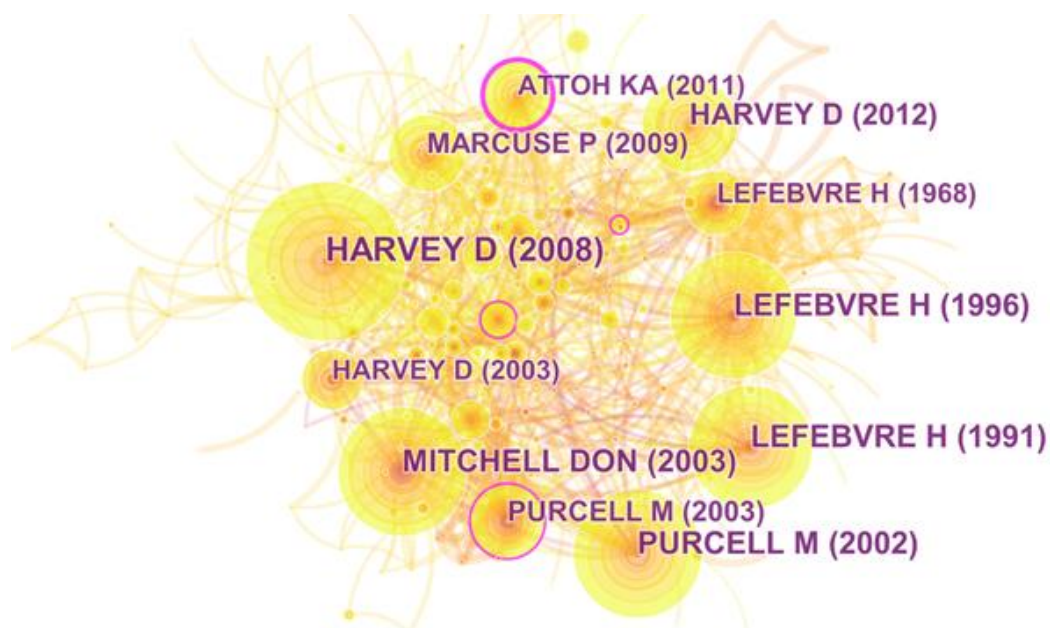 ATTOH KA (2011)
HARVEY D (2012)
MARCUSE P (2009)
LEFEBVRE H (1968)
HARVEY D (2008)
LEFEBVRE H (1996)
HARVEY D (2003)
LEFEBVRE H (1991)
MITCHELL DON (2003)
PURCELL M (2003)
PURCELL M (2002)